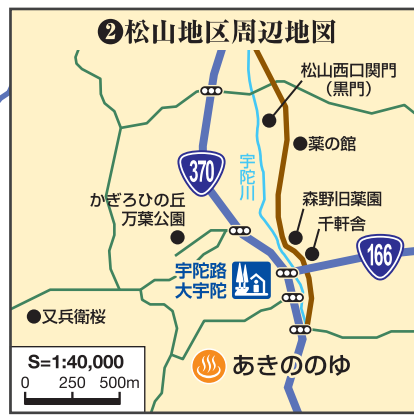 ❷松山地区周辺地図
松山西口関門
（黒門）
薬の館
370
宇陀川
かぎろひの丘
万葉公園
森野旧薬園
千軒舎
166
宇陀路
大宇陀
又兵衛桜
あきののゆ
S=1:40,000
0 250 500m